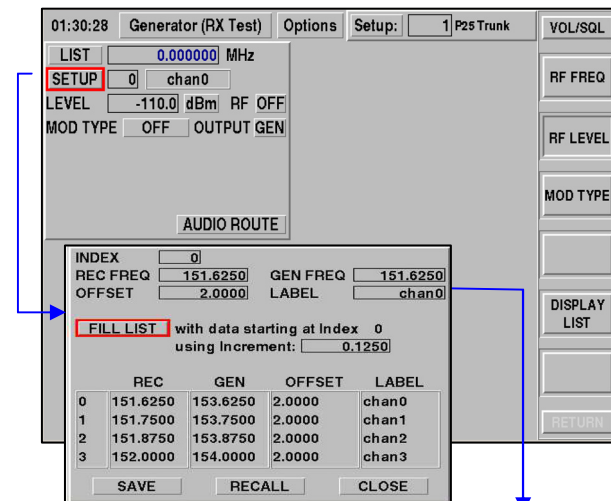 01:30:28 Generator (RX Test) Options Setup: 1 P25 Trunk
LIST 0.000000 MHz
SETUP 0 chan0
LEVEL -110.0 dBm RF OFF
MOD TYPE OFF OUTPUT GEN
AUDIO ROUTE
VOL/SQL
RF FREQ
RF LEVEL
MOD TYPE
DISPLAY
LIST
RETURN
INDEX 0
REC FREQ 151.6250 GEN FREQ 151.6250
OFFSET 2.0000 LABEL chan0
FILL LIST with data starting at Index 0
using Increment: 0.1250
REC GEN OFFSET LABEL
0 151.6250 153.6250 2.0000 chan0
1 151.7500 153.7500 2.0000 chan1
2 151.8750 153.8750 2.0000 chan2
3 152.0000 154.0000 2.0000 chan3
SAVE RECALL CLOSE